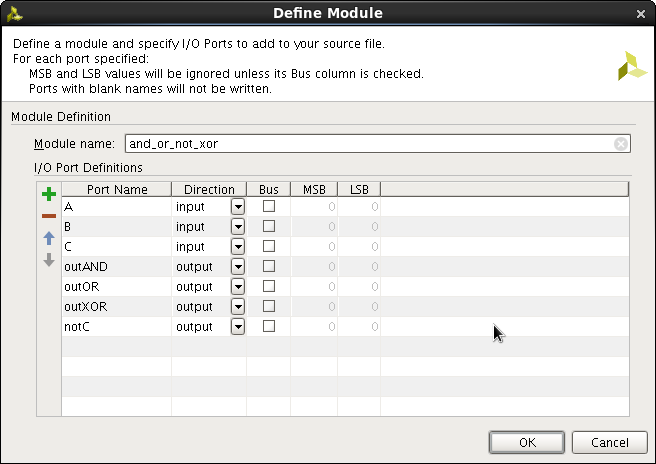 Define Module
Define a module and specify I/O Ports to add to your source file.
For each port specified:
MSB and LSB values will be ignored unless its Bus column is checked.
Ports with blank names will not be written.
Module Definition
Module name: and_or_not_xor
I/O Port Definitions
Port Name Direction Bus MSB LSB
A input 0 0
B input 0 0
C input 0 0
outAND output 0 0
outOR output 0 0
outXOR output 0 0
notC output 0 0
OK Cancel